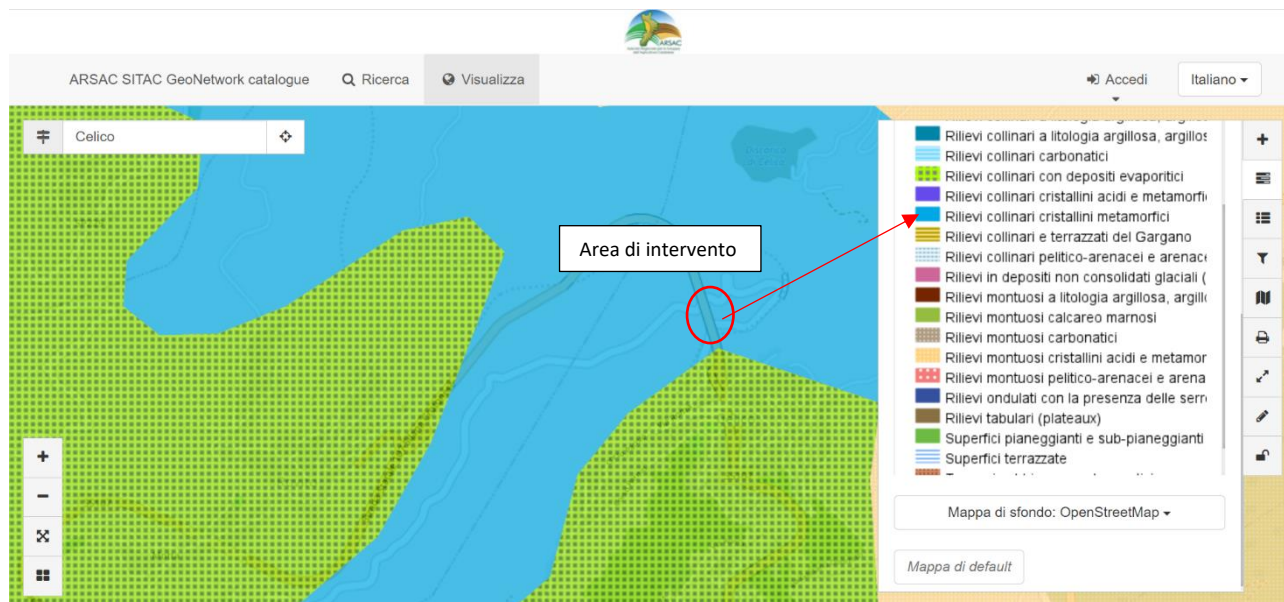 ARSAC
ARSAC SITAC GeoNetwork catalogue
Ricerca
Visualizza
Accedi
Italiano
Celico
Area di intervento
Rilievi collinari a litologia argillosa, argillos
Rilievi collinari carbonatici
Rilievi collinari con depositi evaporitici
Rilievi collinari cristallini acidi e metamorfi
Rilievi collinari cristallini metamorfici
Rilievi collinari e terrazzati del Gargano
Rilievi collinari pelitico-arenacei e arenace
Rilievi in depositi non consolidati glaciali (
Rilievi montuosi a litologia argillosa, argillo
Rilievi montuosi calcareo marnosi
Rilievi montuosi carbonatici
Rilievi montuosi cristallini acidi e metamor
Rilievi montuosi pelitico-arenacei e arena
Rilievi ondulati con la presenza delle serr
Rilievi tabulari (plateaux)
Superfici pianeggianti e sub-pianeggianti
Superfici terrazzate
Mappa di sfondo: OpenStreetMap
Mappa di default